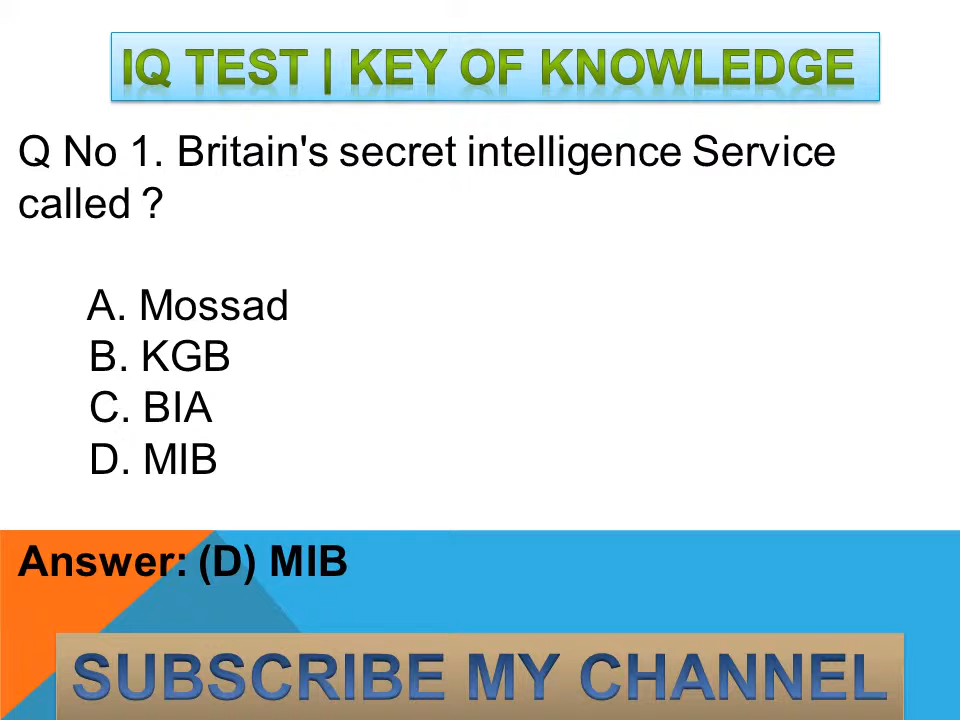 IQ TEST | KEY OF KNOWLEDGE
Q No 1. Britain's secret intelligence Service
called ?
A. Mossad
B. KGB
C. BIA
D. MIB
Answer: (D) MIB
SUBSCRIBE MY CHANNEL